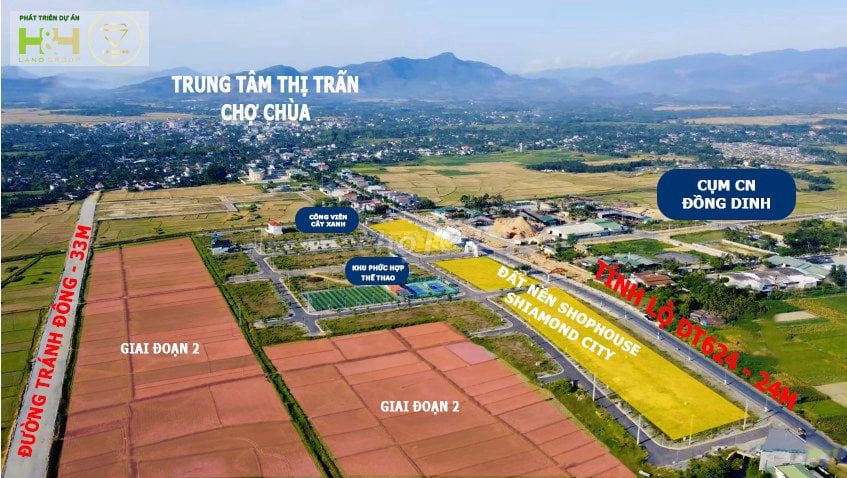 PHÁT TRIỂN DỰ ÁN
H&H
LAND GROUP
TRUNG TÂM THỊ TRẤN
CHỢ CHÙA
CỤM CN
ĐỒNG DINH
CÔNG VIÊN
CÂY XANH
KHU PHỨC HỢP
THỂ THAO
ĐƯỜNG TRÁNH ĐÔNG - 33M
TỈNH LỘ DT624 - 24M
ĐẤT NỀN SHOPHOUSE
SHIAMOND CITY
GIAI ĐOẠN 2
GIAI ĐOẠN 2